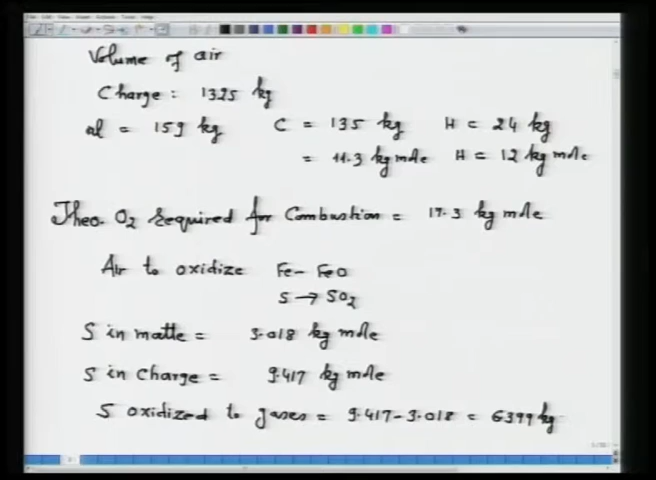 Volume of air
Charge: 1325 kg
oil = 159 kg C = 135 kg H = 24 kg
= 11.3 kg mole H = 12 kg mole
Theo. O2 required for Combustion = 17.3 kg mole
Air to oxidize Fe - FeO
S → SO2
S in matte = 3.018 kg mole
S in Charge = 9.417 kg mole
S oxidized to gases = 9.417 - 3.018 = 6399 kg